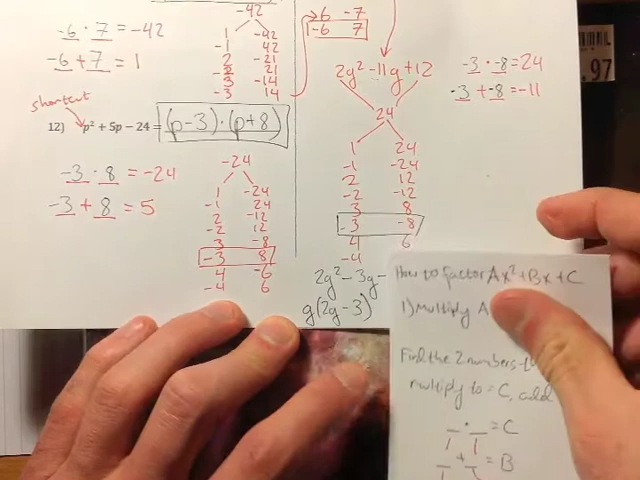 -6 · 7 = -42
-6 + 7 = 1
-42
1 -42
-1 42
2 -21
-2 21
3 -14
-3 14
6 -7
-6 7
shortcut
12) p² + 5p - 24 = (p-3)·(p+8)
-3 · 8 = -24
-3 + 8 = 5
-24
1 -24
-1 24
2 -12
-2 12
3 -8
-3 8
4 -6
-4 6
2g² -11g +12
24
1 24
-1 -24
2 12
-2 -12
3 8
-3 -8
4 6
-4
-3 · -8 = 24
-3 + -8 = -11
2g² - 3g -
g(2g - 3)
How to factor Ax² + Bx + C
1) Multiply A
Find the 2 numbers
multiply to = C, add
· = C
+ = B
.97